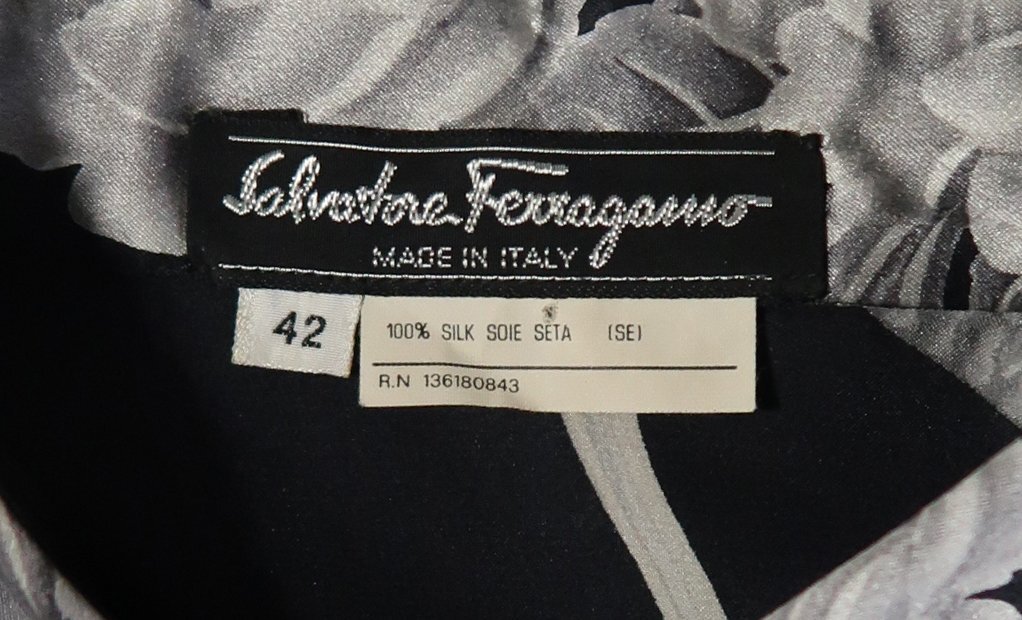 Salvatore Ferragamo
MADE IN ITALY
42
100% SILK SOIE SETA (SE)
R.N 136180843